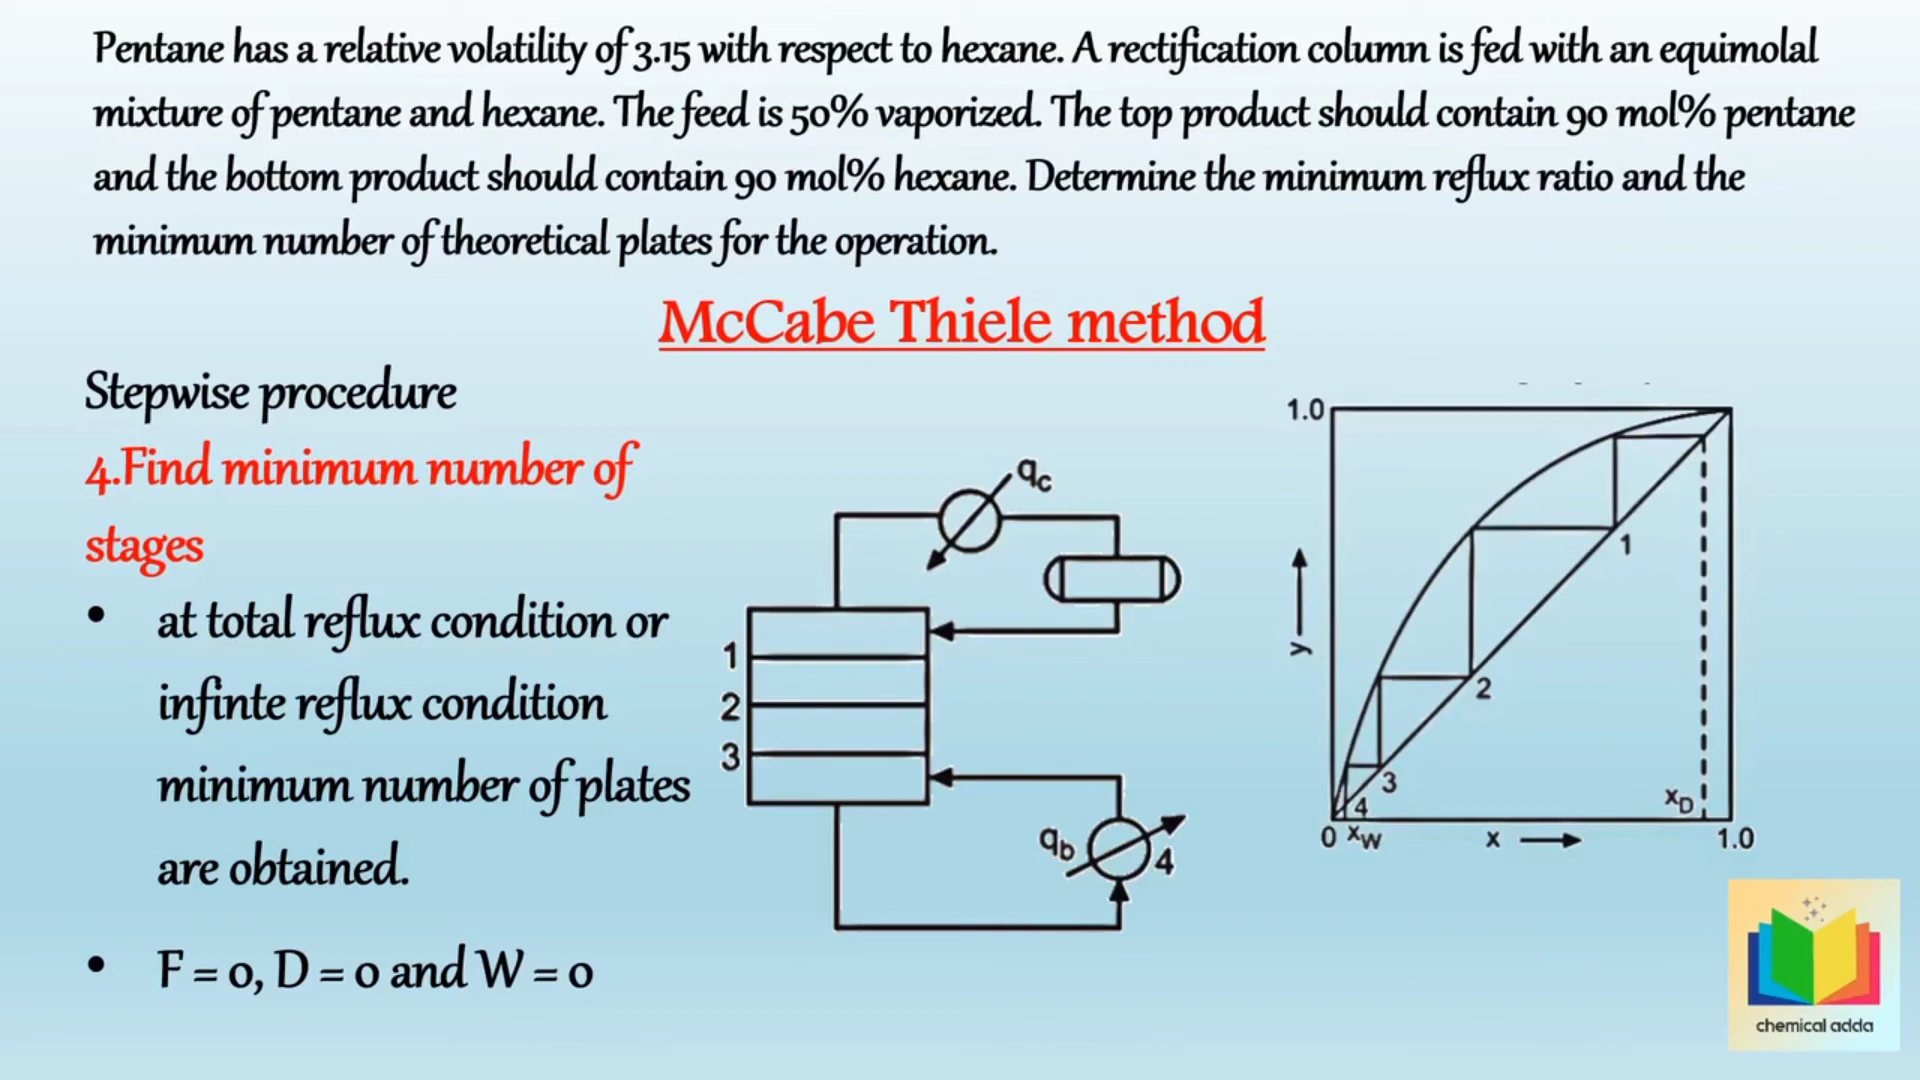 Pentane has a relative volatility of 3.15 with respect to hexane. A rectification column is fed with an equimolal
mixture of pentane and hexane. The feed is 50% vaporized. The top product should contain 90 mol% pentane
and the bottom product should contain 90 mol% hexane. Determine the minimum reflux ratio and the
minimum number of theoretical plates for the operation.
McCabe Thiele method
Stepwise procedure
4.Find minimum number of
stages
• at total reflux condition or
infinte reflux condition
minimum number of plates
are obtained.
• F = 0, D = 0 and W = 0
qc
1
2
3
qb
4
1.0
y
1
2
3
4
xD
0 xW x 1.0
chemical adda